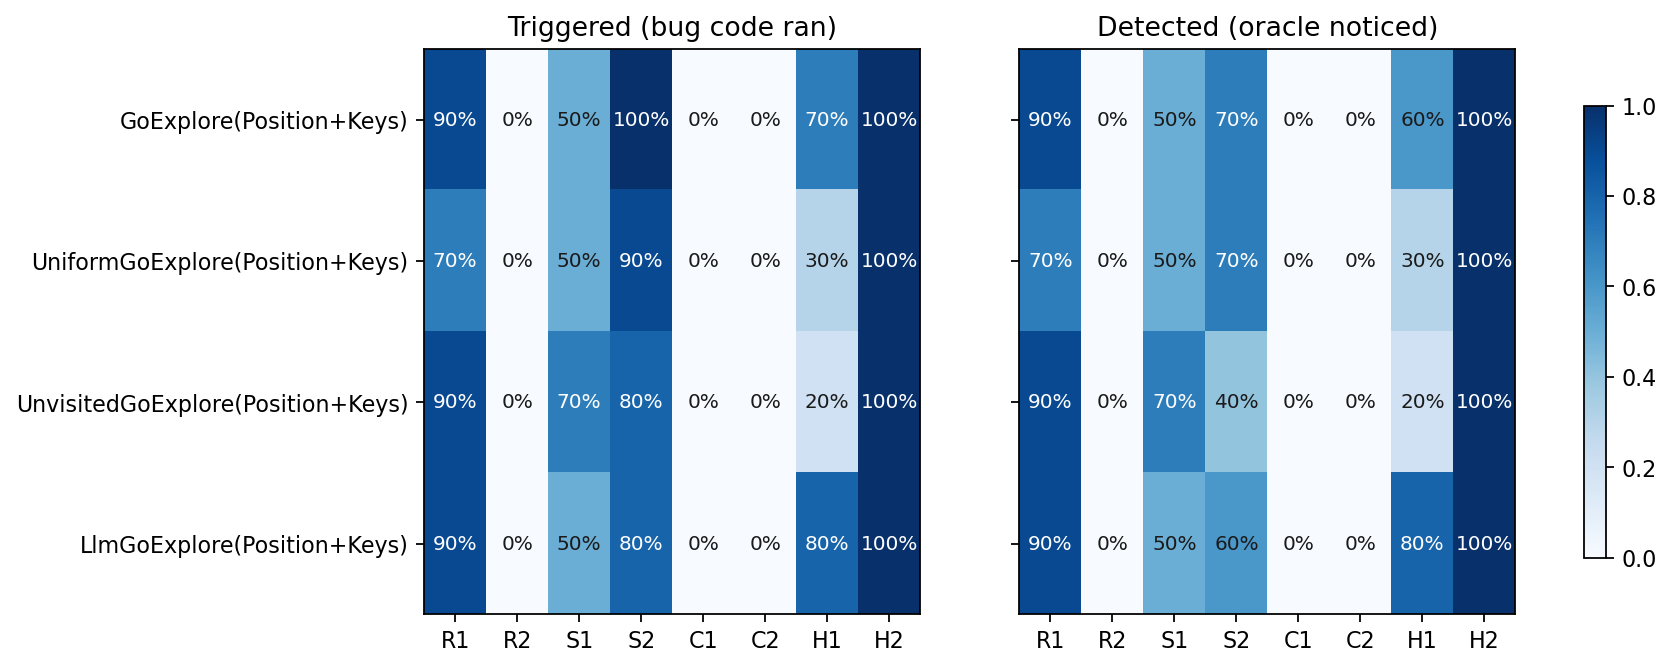 Triggered (bug code ran)
Detected (oracle noticed)
GoExplore(Position+Keys) 90% 0% 50% 100% 0% 0% 70% 100% 90% 0% 50% 70% 0% 0% 60% 100%
UniformGoExplore(Position+Keys) 70% 0% 50% 90% 0% 0% 30% 100% 70% 0% 50% 70% 0% 0% 30% 100%
UnvisitedGoExplore(Position+Keys) 90% 0% 70% 80% 0% 0% 20% 100% 90% 0% 70% 40% 0% 0% 20% 100%
LlmGoExplore(Position+Keys) 90% 0% 50% 80% 0% 0% 80% 100% 90% 0% 50% 60% 0% 0% 80% 100%
R1 R2 S1 S2 C1 C2 H1 H2
R1 R2 S1 S2 C1 C2 H1 H2
1.0
0.8
0.6
0.4
0.2
0.0